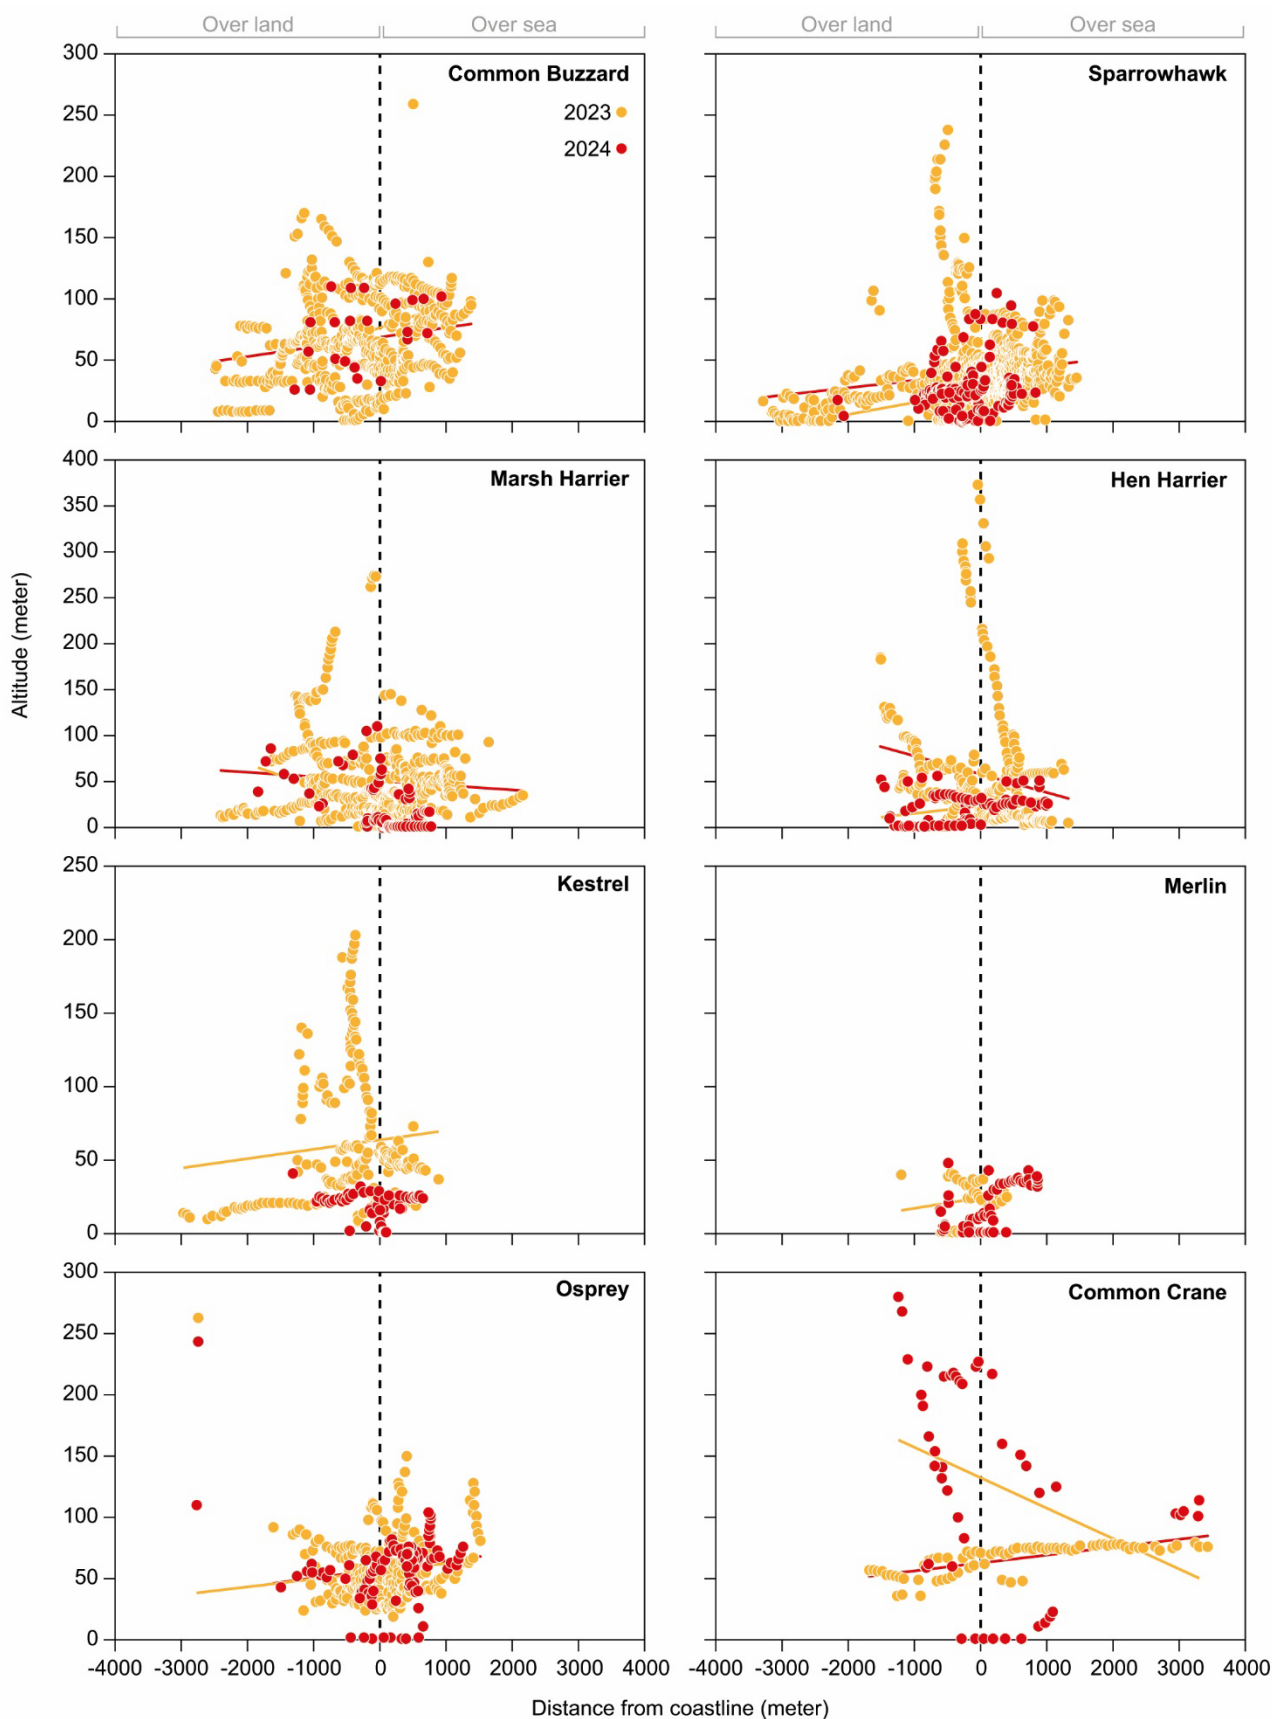 Over land Over sea Over land Over sea
300
250
200
150
100
50
0
Common Buzzard
2023
2024
Sparrowhawk
-4000 -3000 -2000 -1000 0 1000 2000 3000 4000 -4000 -3000 -2000 -1000 0 1000 2000 3000 4000
400
350
300
250
200
150
100
50
0
Marsh Harrier
Hen Harrier
Altitude (meter)
250
200
150
100
50
0
Kestrel
Merlin
300
250
200
150
100
50
0
Osprey
Common Crane
Distance from coastline (meter)